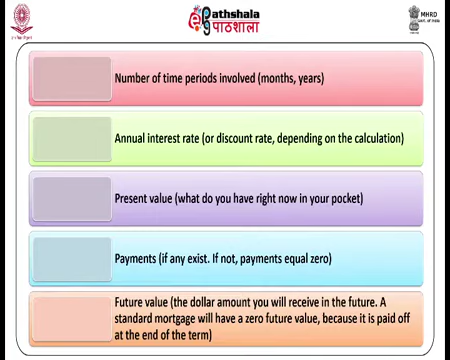 ePathshala
पाठशाला
MHRD
Govt. of India
Number of time periods involved (months, years)
Annual interest rate (or discount rate, depending on the calculation)
Present value (what do you have right now in your pocket)
Payments (if any exist. If not, payments equal zero)
Future value (the dollar amount you will receive in the future. A
standard mortgage will have a zero future value, because it is paid off
at the end of the term)